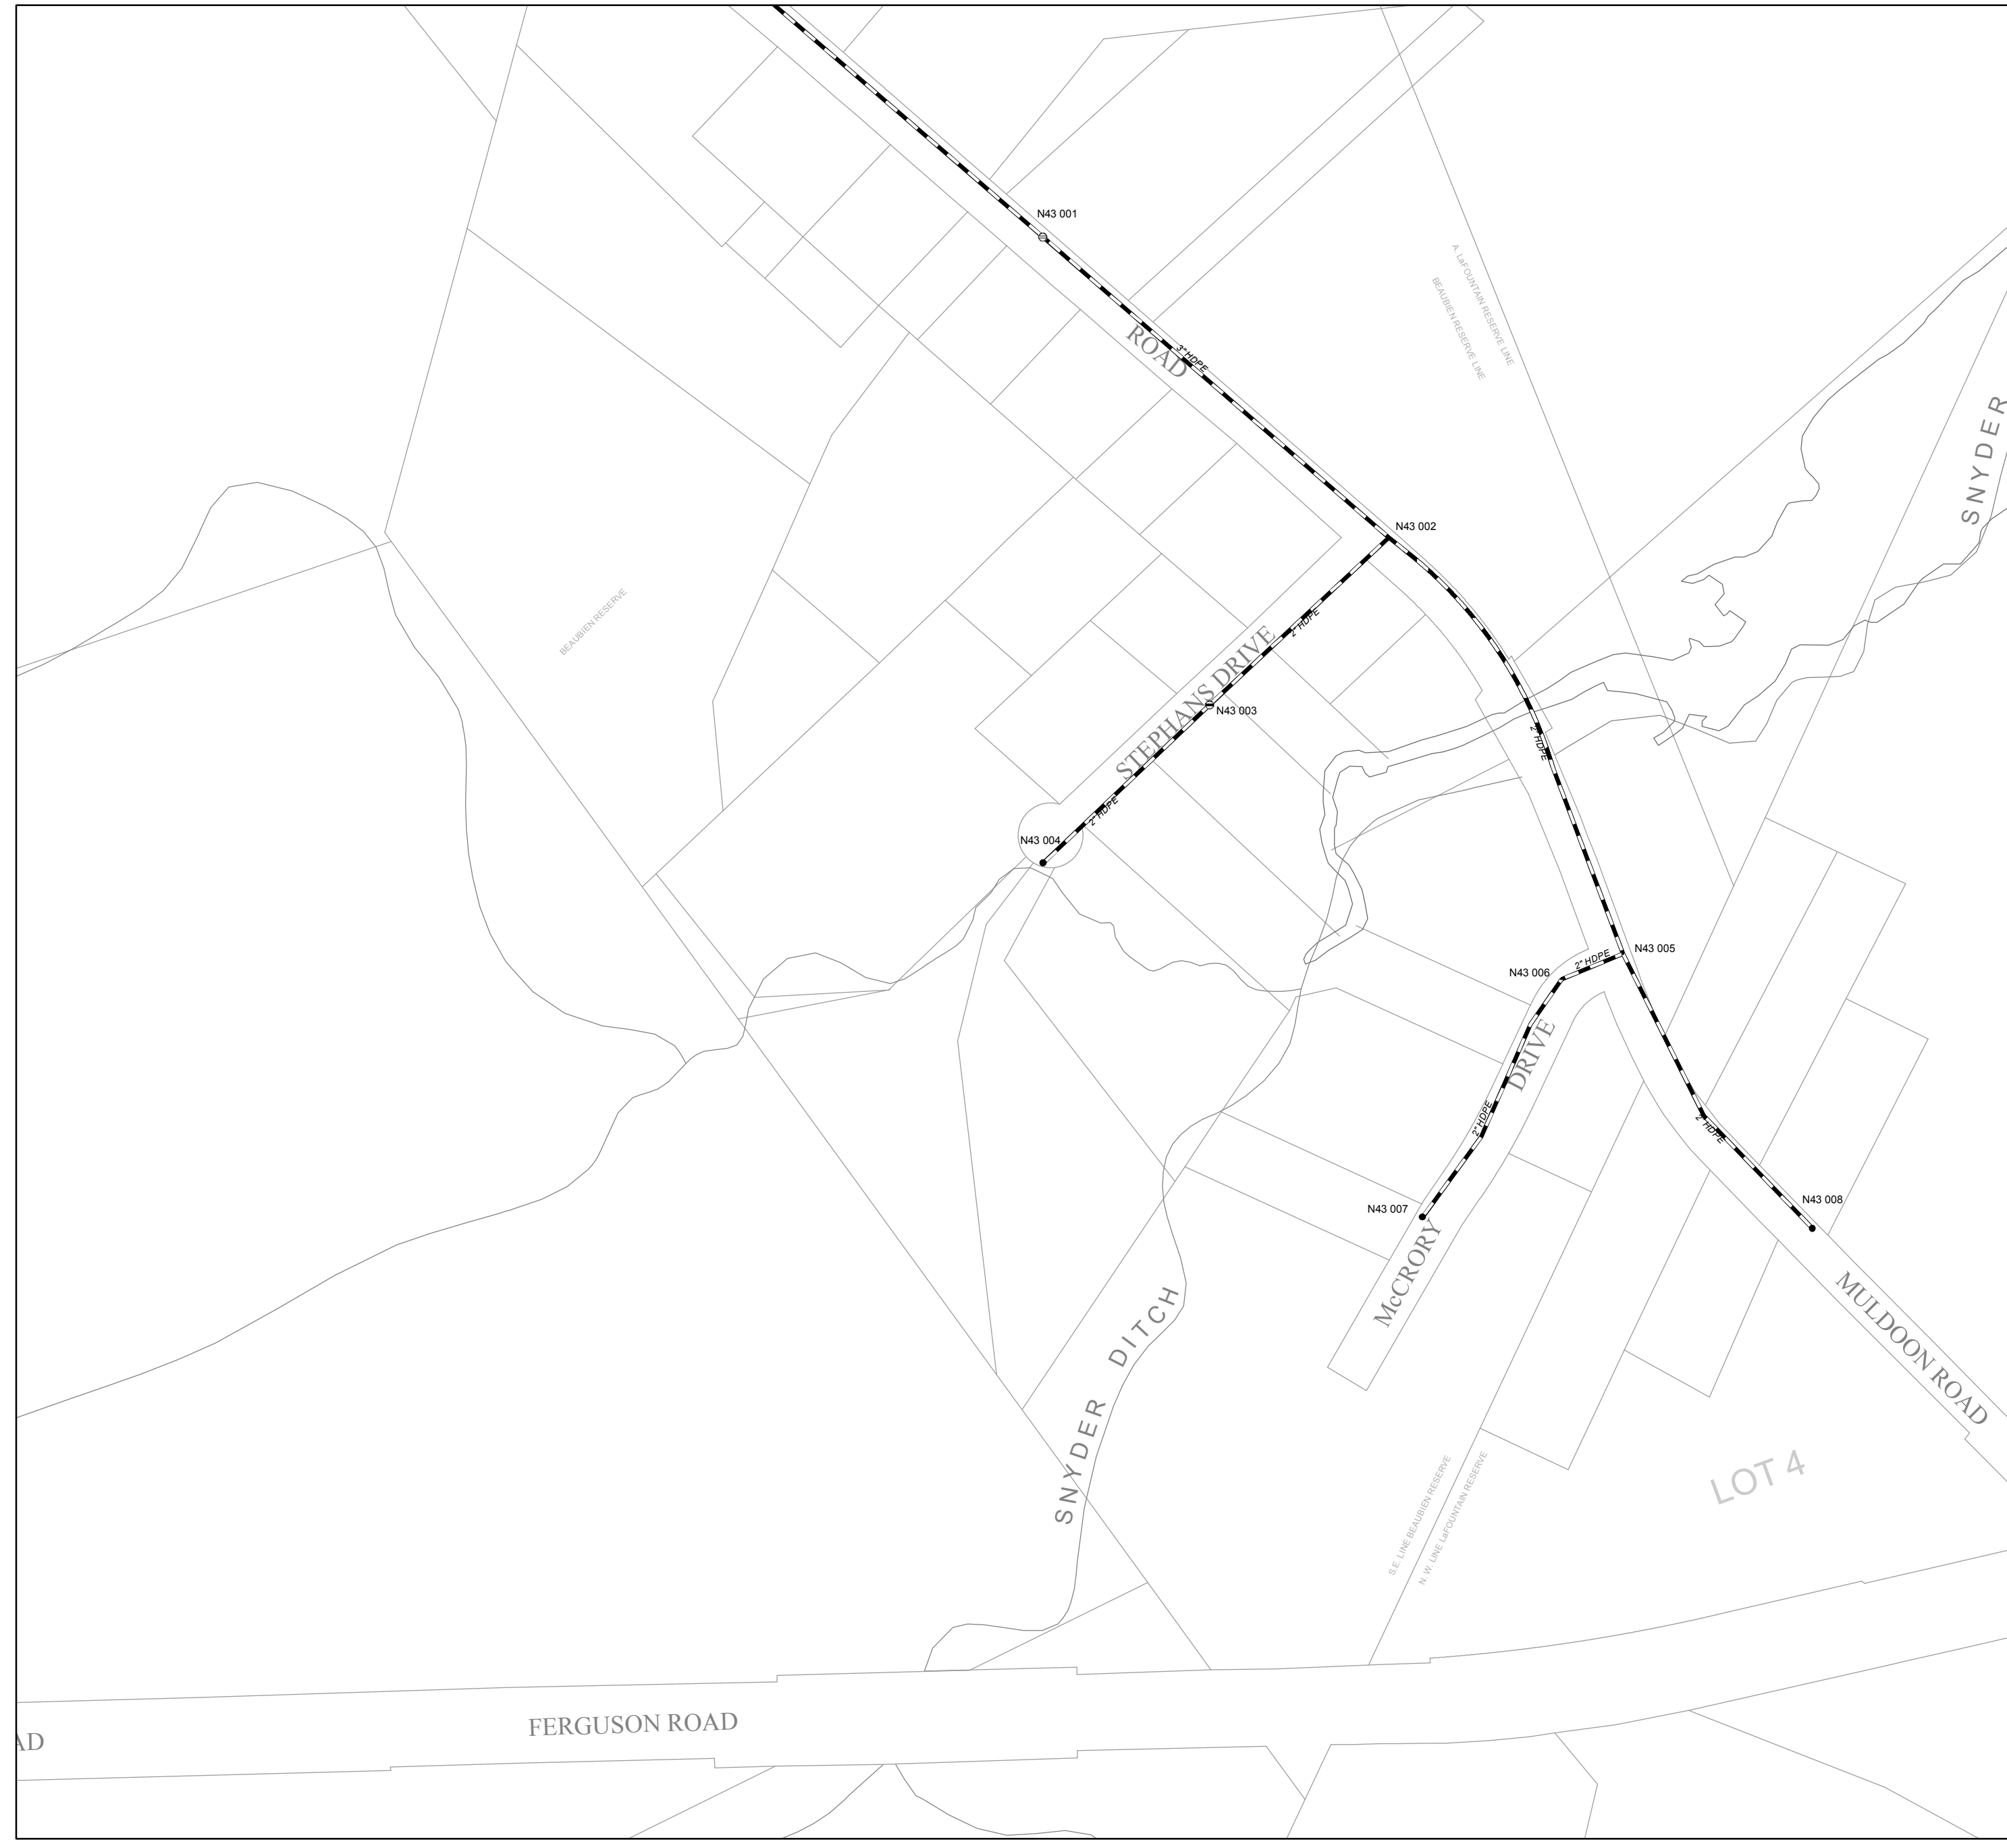 N43 001
A. LaFOUNTAIN RESERVE LINE
BEAUBIEN RESERVE LINE
ROAD
3" HDPE
SNYDER
N43 002
BEAUBIEN RESERVE
2" HDPE
STEPHANS DRIVE
N43 003
2" HDPE
2" HDPE
N43 004
N43 005
2" HDPE
N43 006
DRIVE
2" HDPE
2" HDPE
N43 007
N43 008
McCRORY
MULDOON ROAD
SNYDER DITCH
LOT 4
S.E. LINE BEAUBIEN RESERVE
N. W. LINE LaFOUNTAIN RESERVE
FERGUSON ROAD
AD